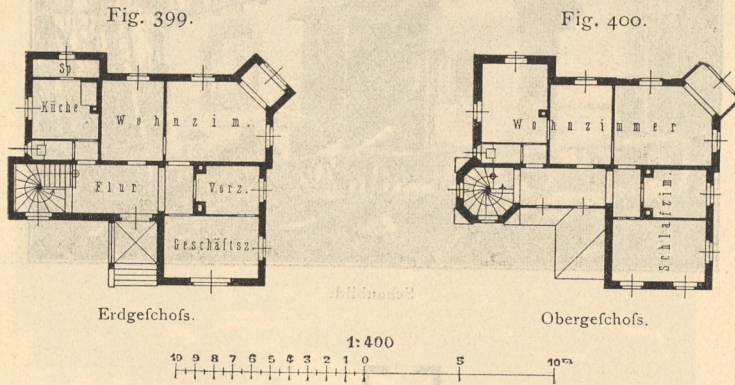 Fig. 399.
Sp.
Küche
Wohnzim.
Flur
Vorz.
Geschäftsz.
Erdgeſchoſs.
Fig. 400.
Wohnzimmer
Schlafzim.
Obergeſchoſs.
1:400
10 9 8 7 6 5 4 3 2 1 0 5 10ᵐ